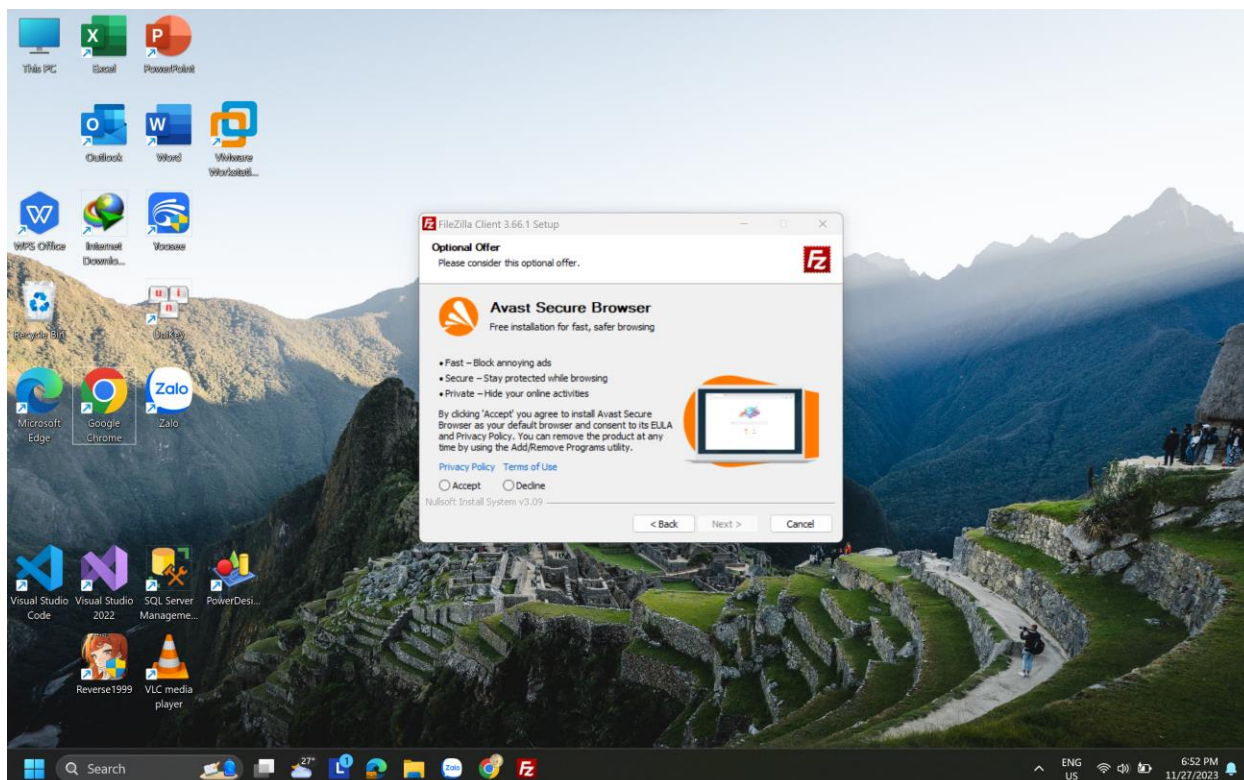 This PC
Excel
PowerPoint
Outlook
Word
VMware
Workstati...
WPS Office
Internet
Downlo...
Yoosee
Recycle Bin
u i
n
UniKey
Microsoft
Edge
Google
Chrome
Zalo
Zalo
Visual Studio
Code
Visual Studio
2022
SQL Server
Manageme...
PowerDesi...
Reverse1999
VLC media
player
FileZilla Client 3.66.1 Setup
Optional Offer
Please consider this optional offer.
Avast Secure Browser
Free installation for fast, safer browsing
• Fast – Block annoying ads
• Secure – Stay protected while browsing
• Private – Hide your online activities
By clicking 'Accept' you agree to install Avast Secure
Browser as your default browser and consent to its EULA
and Privacy Policy. You can remove the product at any
time by using the Add/Remove Programs utility.
Privacy Policy Terms of Use
Accept Decline
Nullsoft Install System v3.09
< Back Next > Cancel
Search
27°
L
1
Zalo
Fz
ENG
US
6:52 PM
11/27/2023